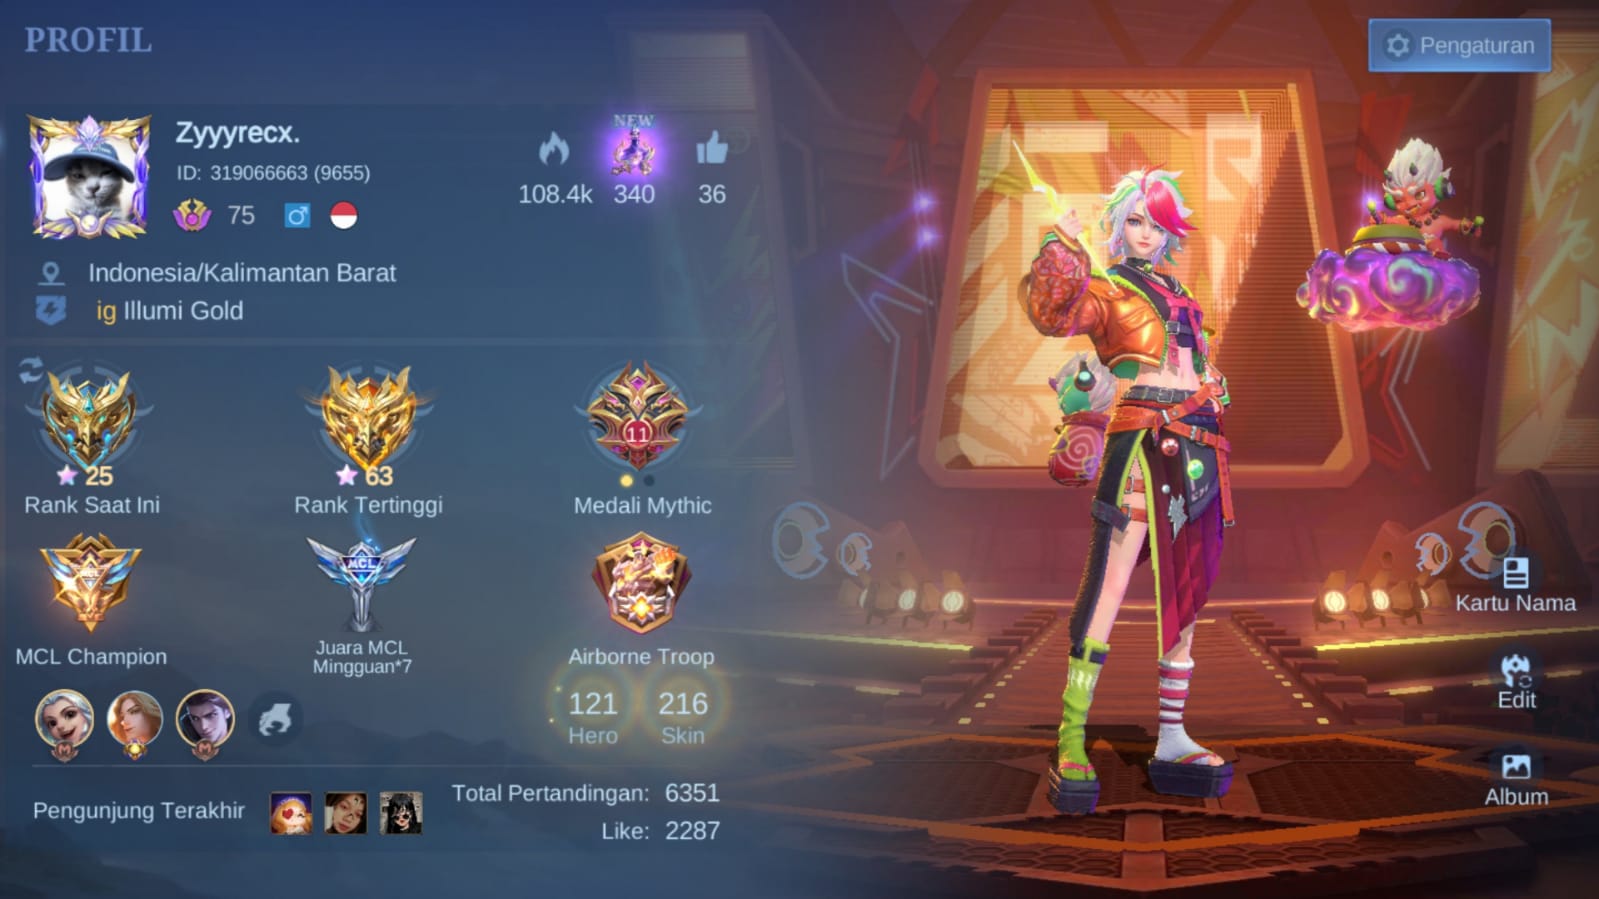 PROFIL
Pengaturan
Zyyyrecx.
ID: 319066663 (9655)
75
NEW
108.4k
340
36
Indonesia/Kalimantan Barat
ig Illumi Gold
25
63
11
Rank Saat Ini
Rank Tertinggi
Medali Mythic
MCL
MCL
MCL Champion
Juara MCL
Mingguan*7
Airborne Troop
121
216
Hero
Skin
M
M
Pengunjung Terakhir
Total Pertandingan: 6351
Like: 2287
Kartu Nama
Edit
Album